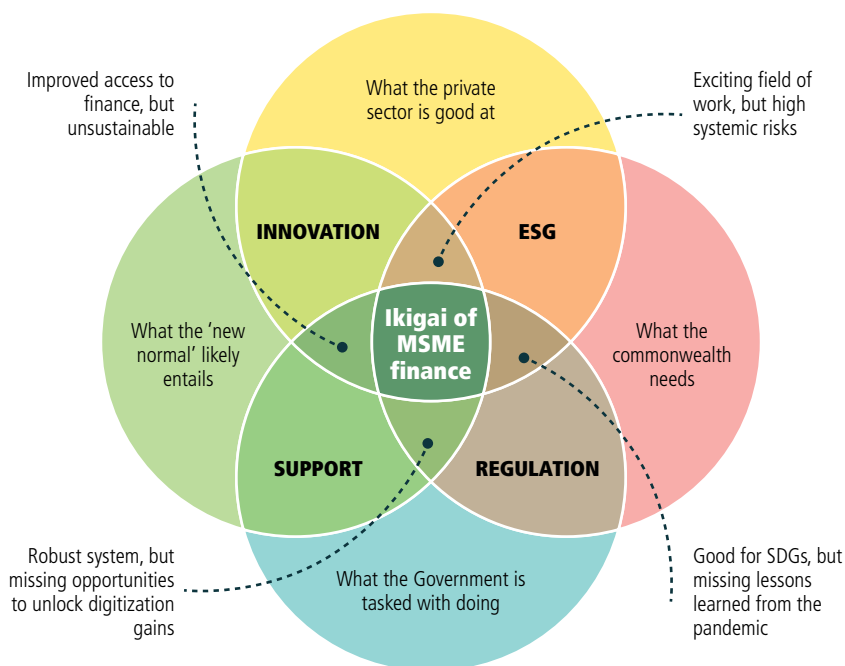 Improved access to
finance, but
unsustainable
What the private
sector is good at
Exciting field of
work, but high
systemic risks
INNOVATION
ESG
What the ‘new
normal’ likely
entails
Ikigai of
MSME
finance
What the
commonwealth
needs
SUPPORT
REGULATION
Robust system, but
missing opportunities
to unlock digitization
gains
What the Government is
tasked with doing
Good for SDGs, but
missing lessons
learned from the
pandemic